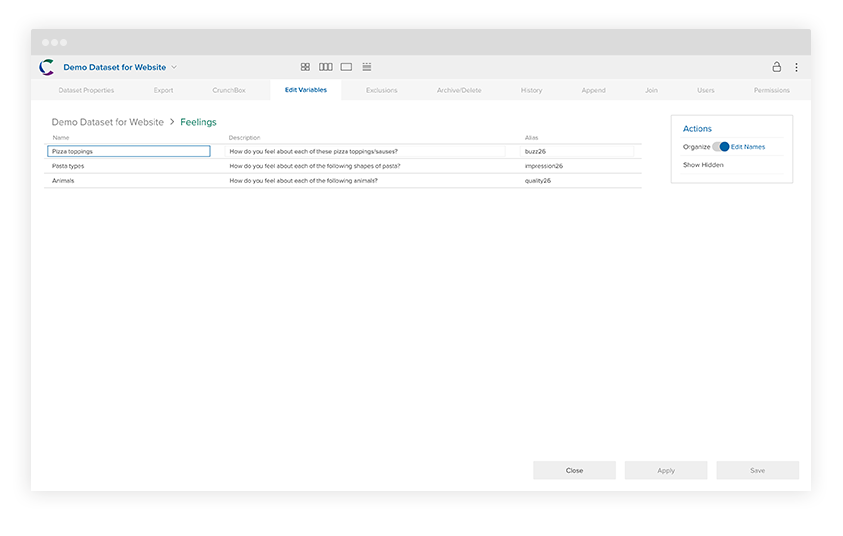 Demo Dataset for Website
Dataset Properties Export CrunchBox Edit Variables Exclusions Archive/Delete History Append Join Users Permissions
Demo Dataset for Website > Feelings
Name Description Alias
Pizza toppings How do you feel about each of these pizza toppings/sauses? buzz26
Pasta types How do you feel about each of the following shapes of pasta? impression26
Animals How do you feel about each of the following animals? quality26
Actions
Organize Edit Names
Show Hidden
Close Apply Save